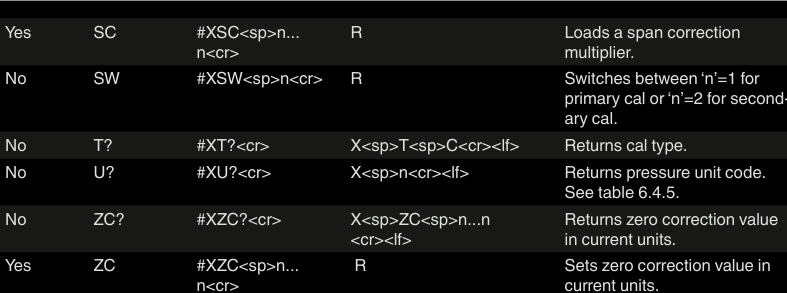 Yes SC #XSC<sp>n... R Loads a span correction
n<cr> multiplier.
No SW #XSW<sp>n<cr> R Switches between ‘n’=1 for
primary cal or ‘n’=2 for second-
ary cal.
No T? #XT?<cr> X<sp>T<sp>C<cr><lf> Returns cal type.
No U? #XU?<cr> X<sp>n<cr><lf> Returns pressure unit code.
See table 6.4.5.
No ZC? #XZC?<cr> X<sp>ZC<sp>n...n Returns zero correction value
<cr><lf> in current units.
Yes ZC #XZC<sp>n... R Sets zero correction value in
n<cr> current units.